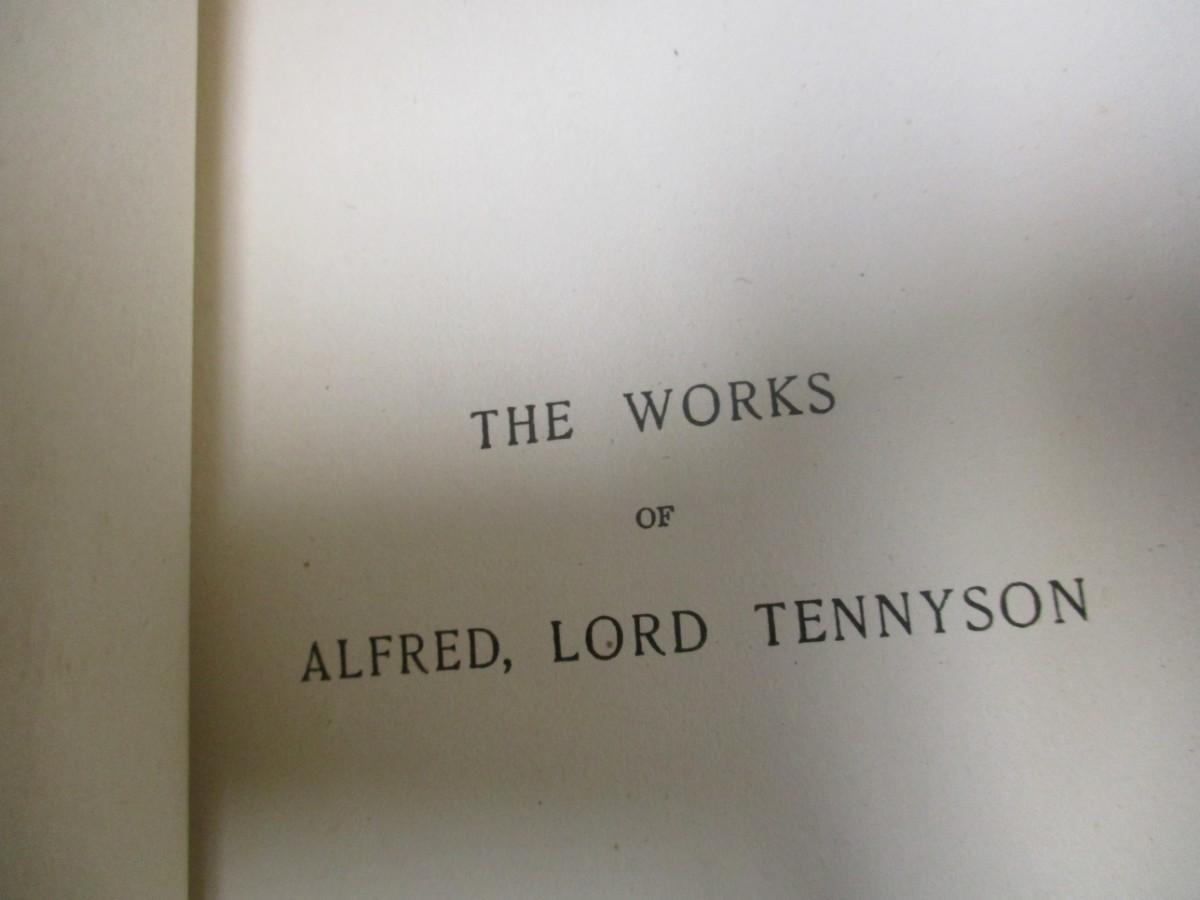 THE WORKS
OF
ALFRED, LORD TENNYSON